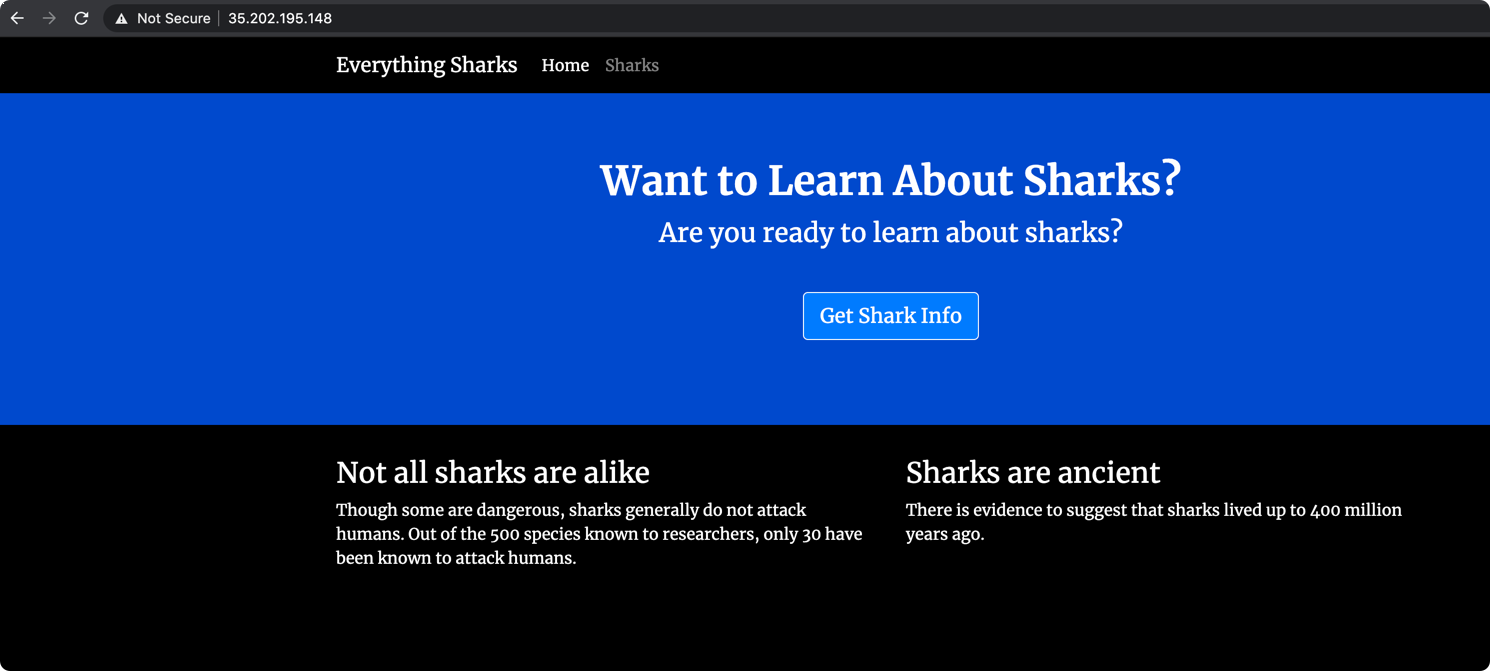 Not Secure 35.202.195.148
Everything Sharks Home Sharks
Want to Learn About Sharks?
Are you ready to learn about sharks?
Get Shark Info
Not all sharks are alike
Though some are dangerous, sharks generally do not attack
humans. Out of the 500 species known to researchers, only 30 have
been known to attack humans.
Sharks are ancient
There is evidence to suggest that sharks lived up to 400 million
years ago.